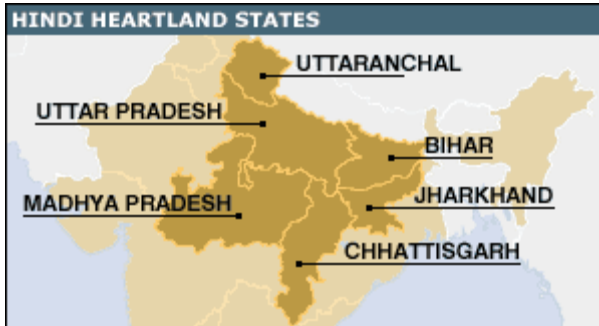 HINDI HEARTLAND STATES
UTTARANCHAL
UTTAR PRADESH
BIHAR
JHARKHAND
MADHYA PRADESH
CHHATTISGARH